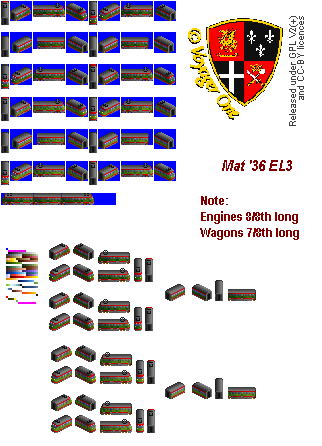 © Voyager One
Released under GPL V2(+)
and CC-BY licences
Mat '36 EL3
Note:
Engines 8/8th long
Wagons 7/8th long